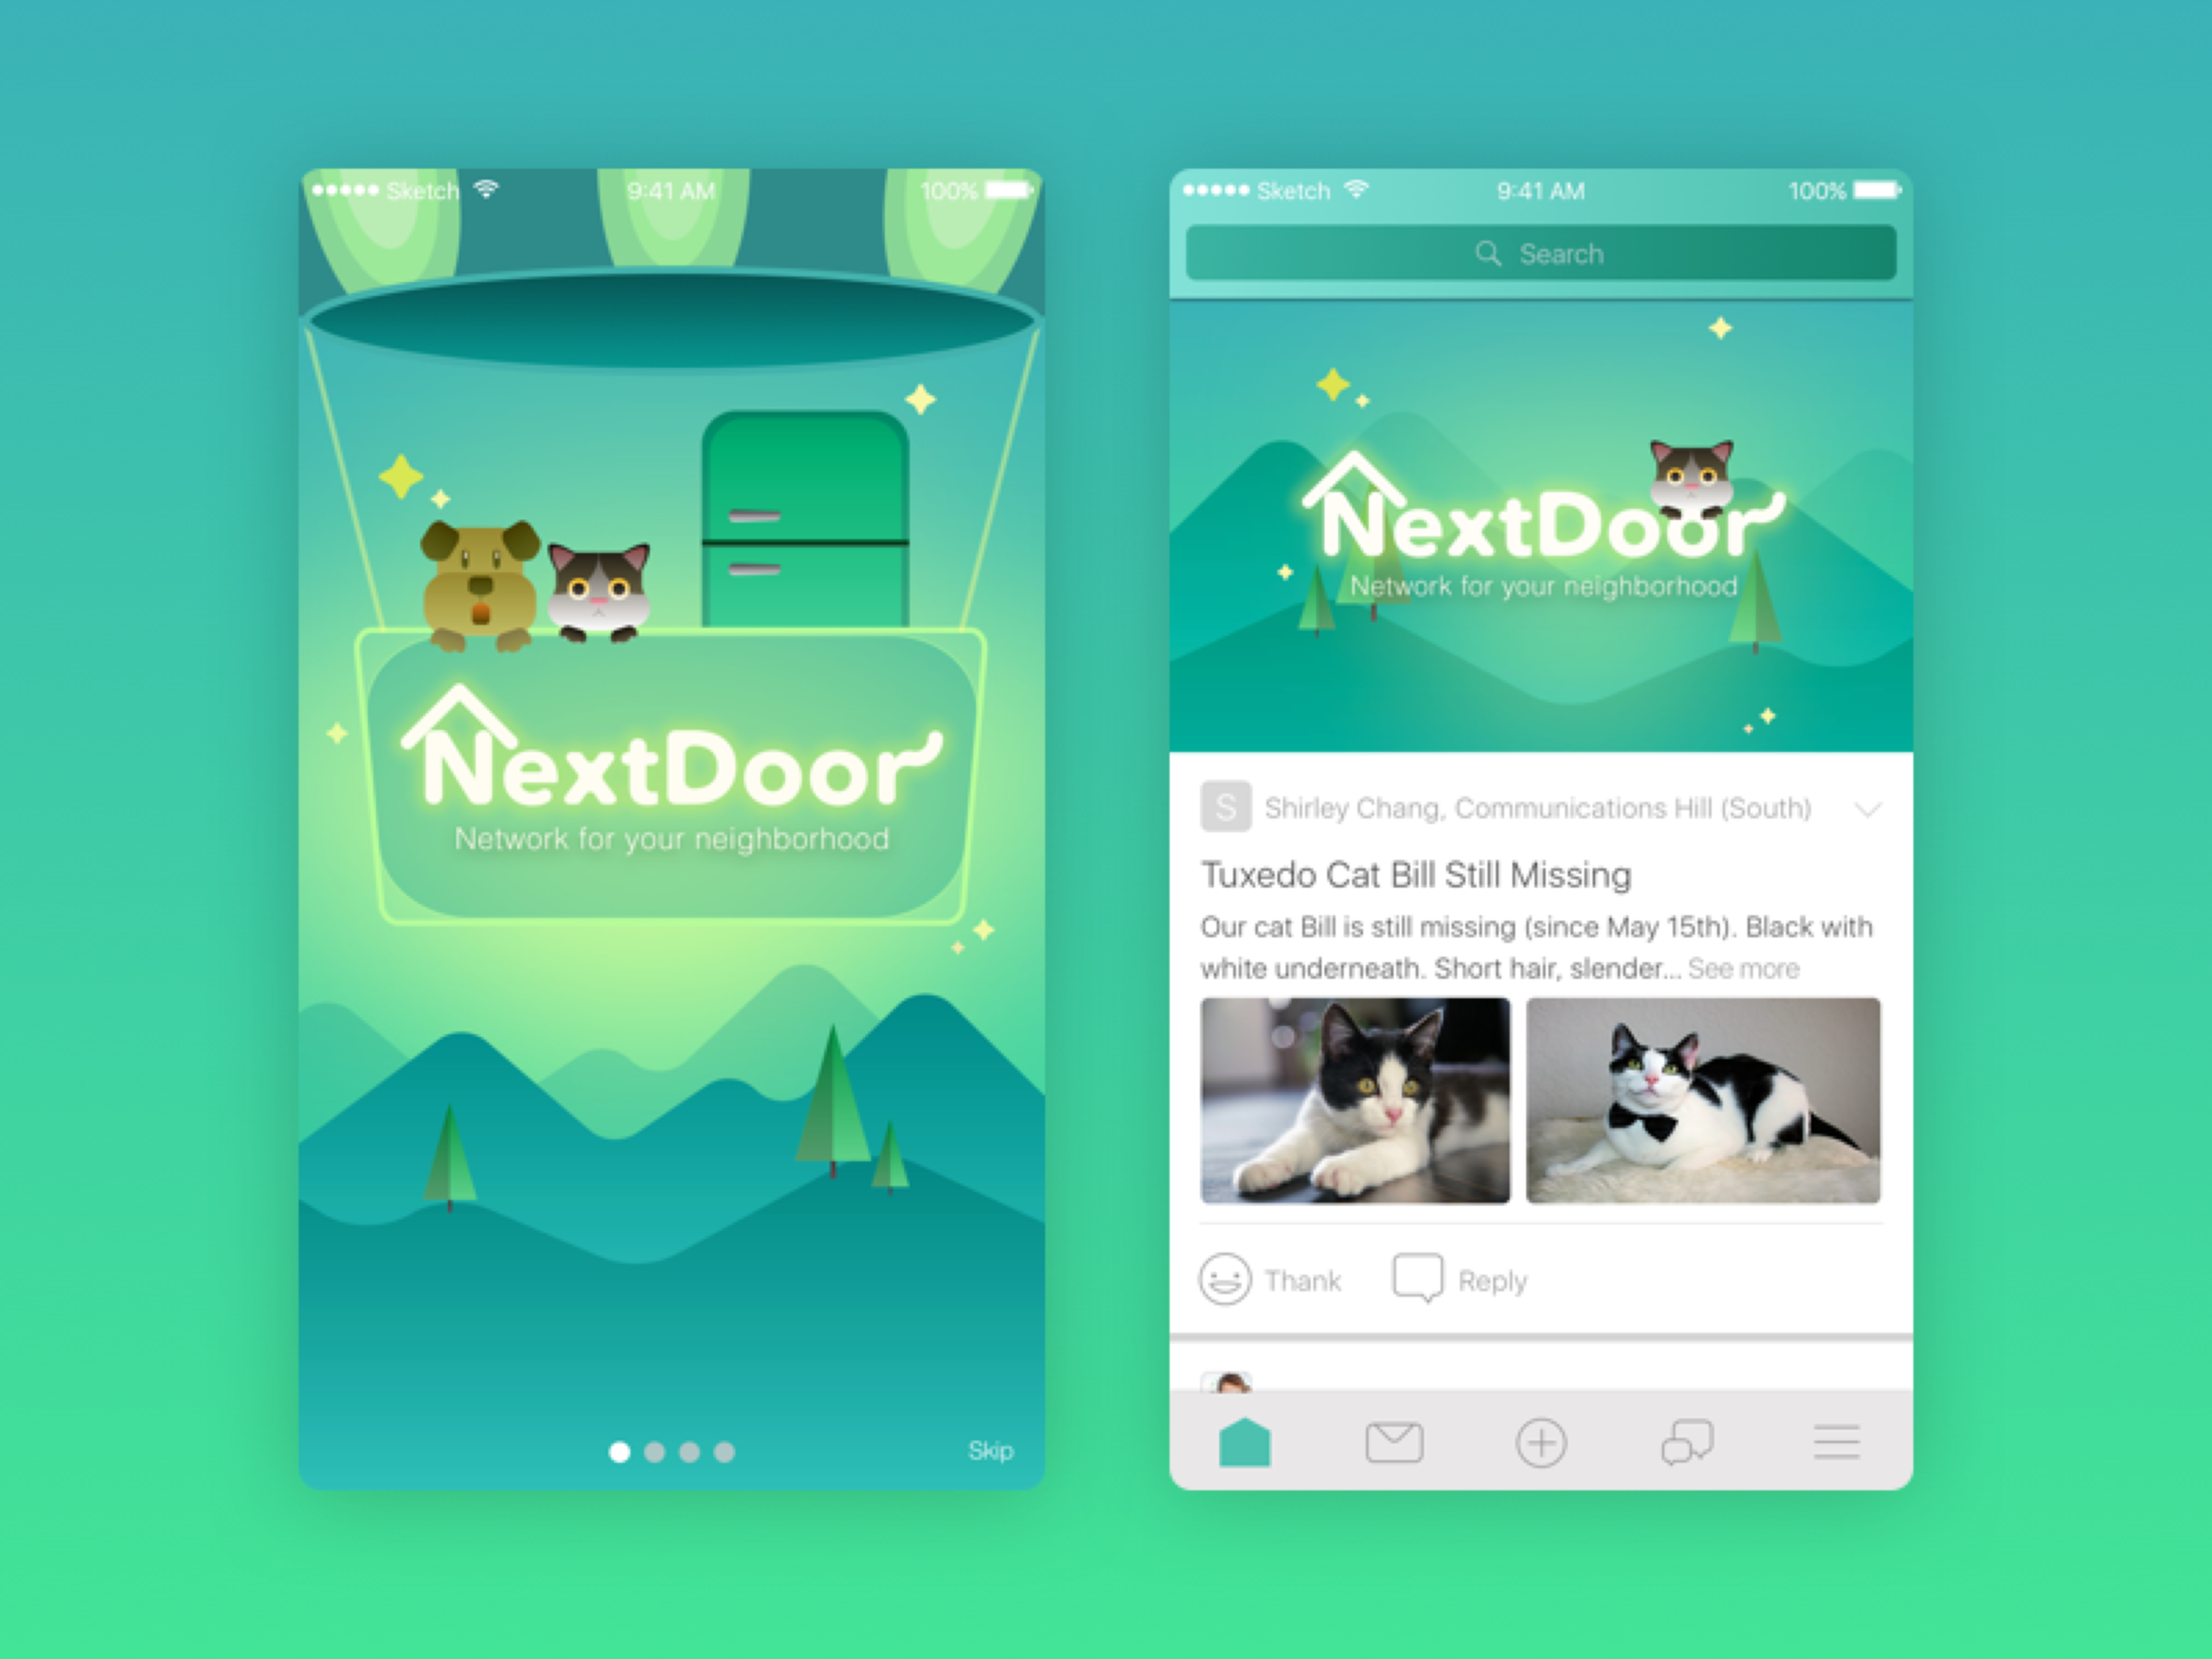 Sketch 9:41 AM 100%
NextDoor
Network for your neighborhood
Skip
Sketch 9:41 AM 100%
Search
NextDoor
Network for your neighborhood
S Shirley Chang, Communications Hill (South)
Tuxedo Cat Bill Still Missing
Our cat Bill is still missing (since May 15th). Black with
white underneath. Short hair, slender... See more
Thank Reply